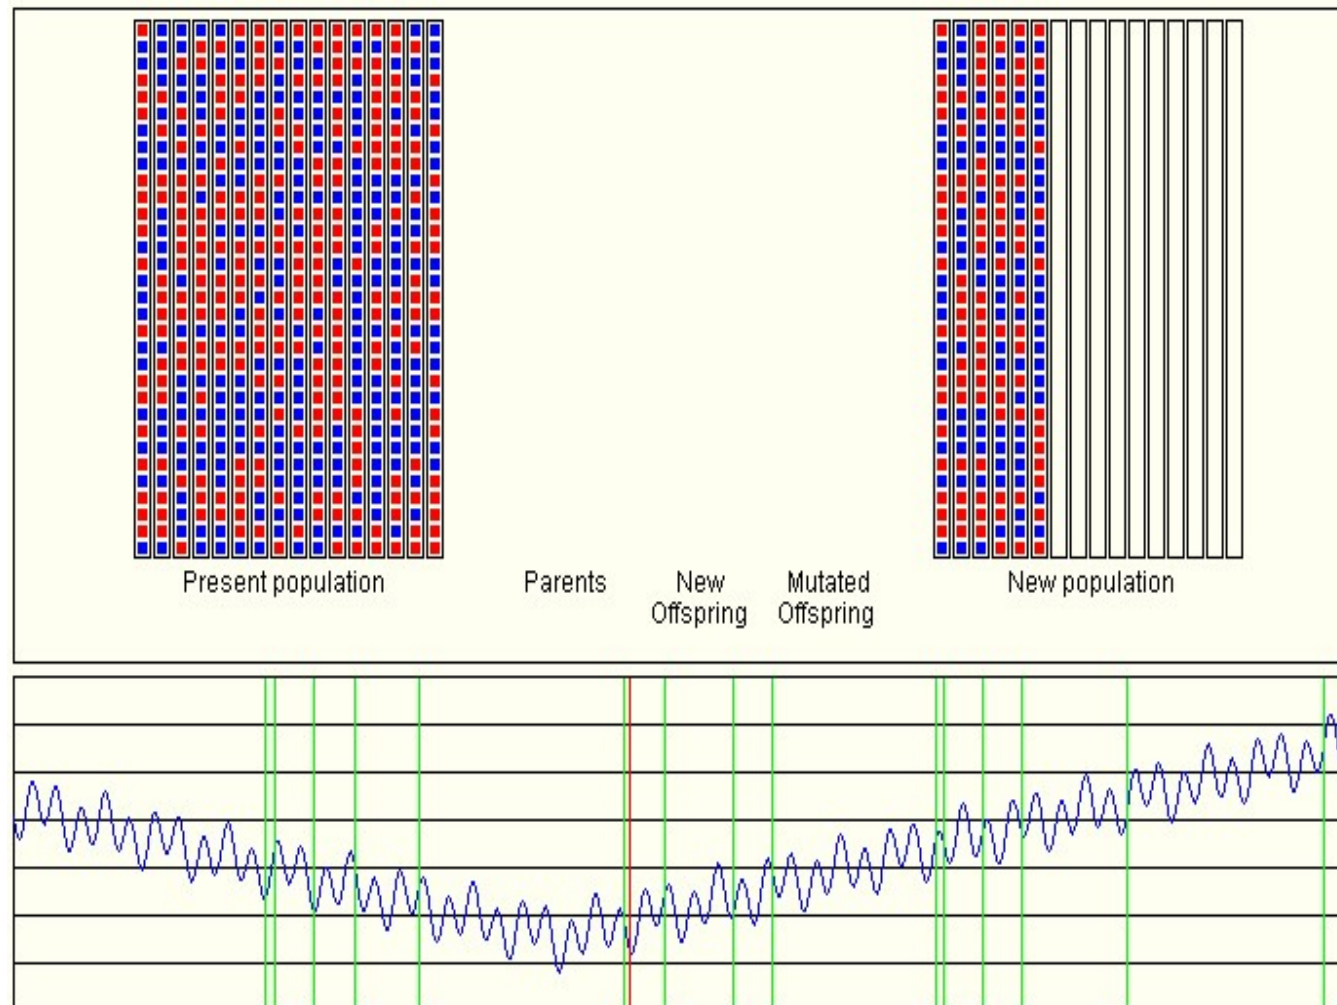 Present population
Parents
New
Offspring
Mutated
Offspring
New population